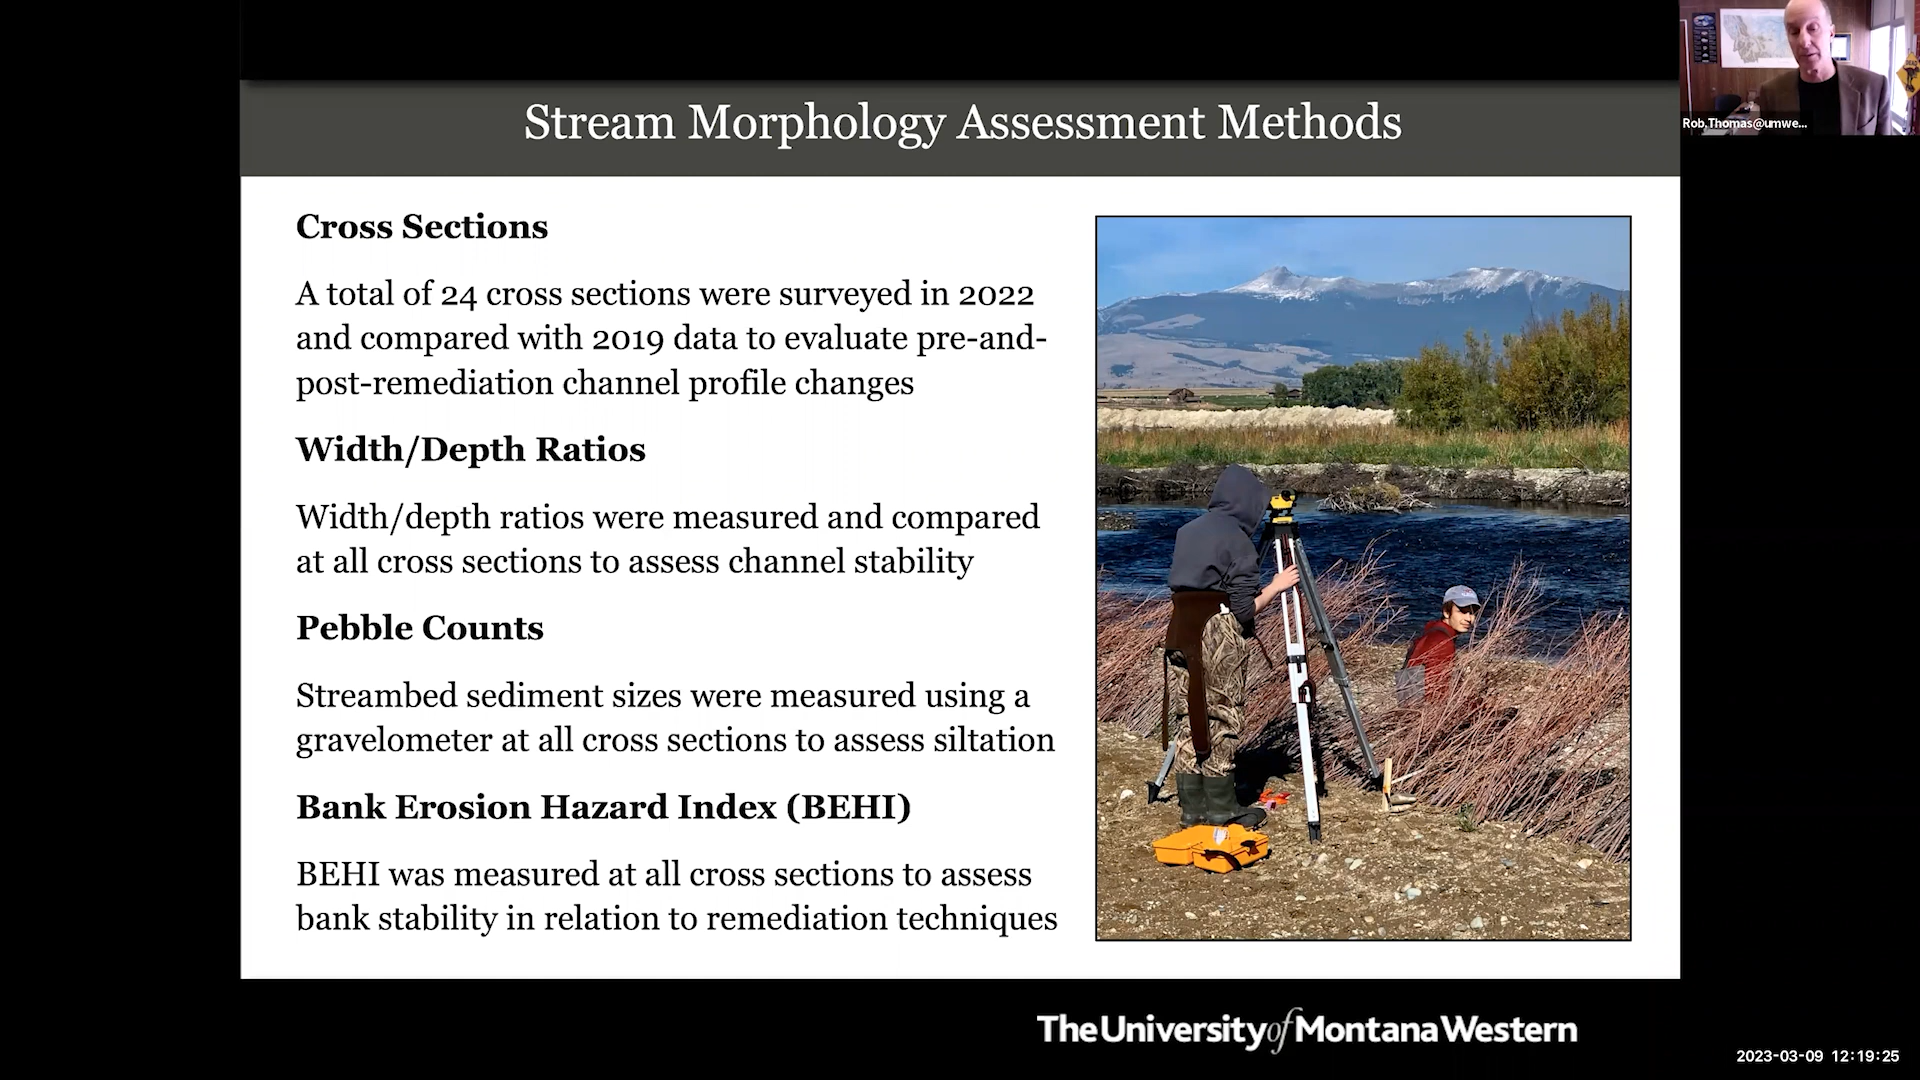 Stream Morphology Assessment Methods
Rob.Thomas@umwe...
Cross Sections
A total of 24 cross sections were surveyed in 2022
and compared with 2019 data to evaluate pre-and-
post-remediation channel profile changes
Width/Depth Ratios
Width/depth ratios were measured and compared
at all cross sections to assess channel stability
Pebble Counts
Streambed sediment sizes were measured using a
gravelometer at all cross sections to assess siltation
Bank Erosion Hazard Index (BEHI)
BEHI was measured at all cross sections to assess
bank stability in relation to remediation techniques
The University of Montana Western
2023-03-09 12:19:25